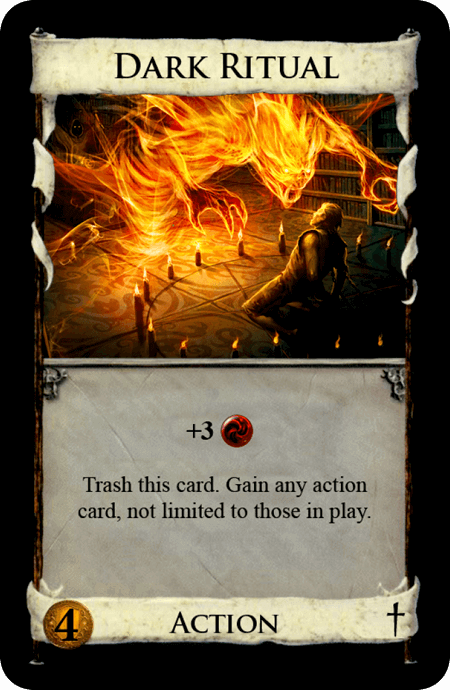 DARK RITUAL
+3
Trash this card. Gain any action
card, not limited to those in play.
4 ACTION †